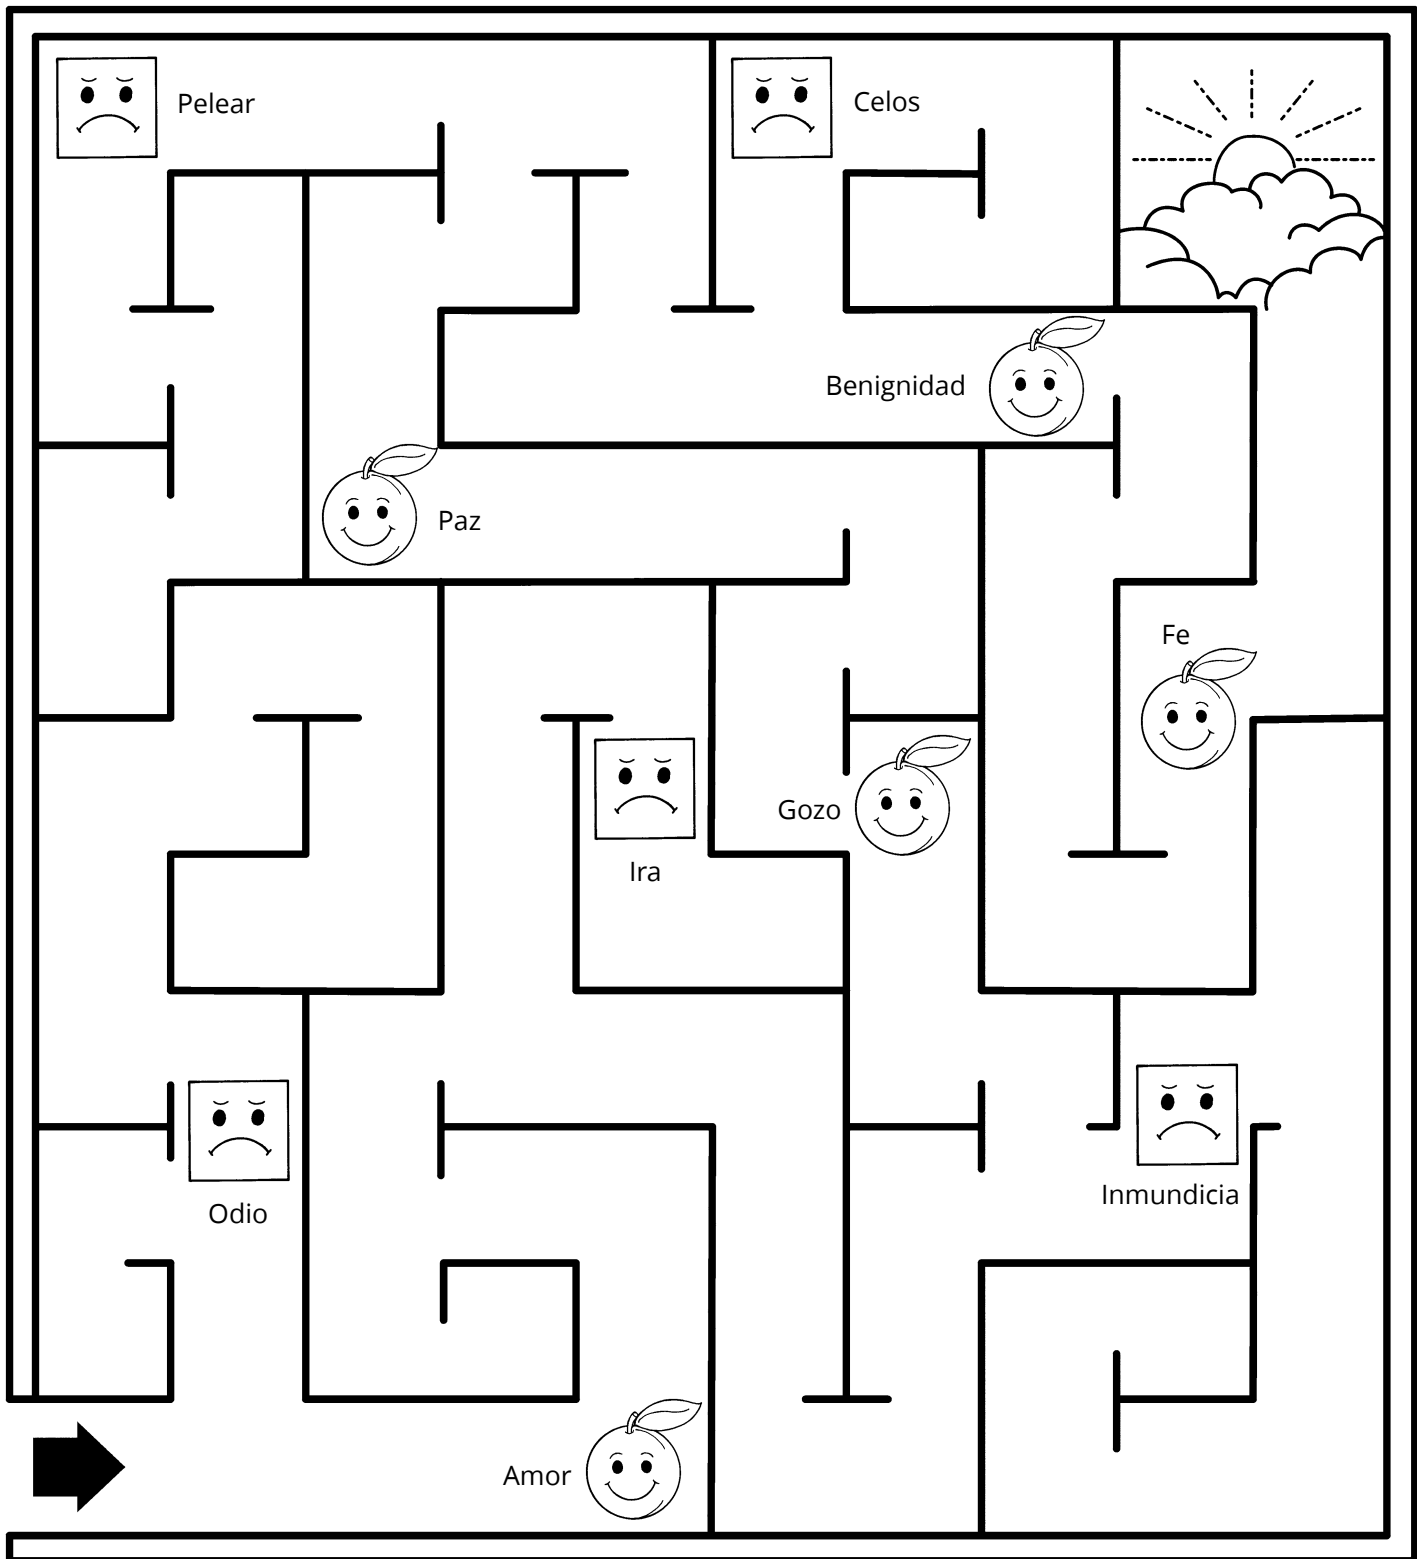 Pelear
Celos
Benignidad
Paz
Fe
Gozo
Ira
Inmundicia
Odio
Amor